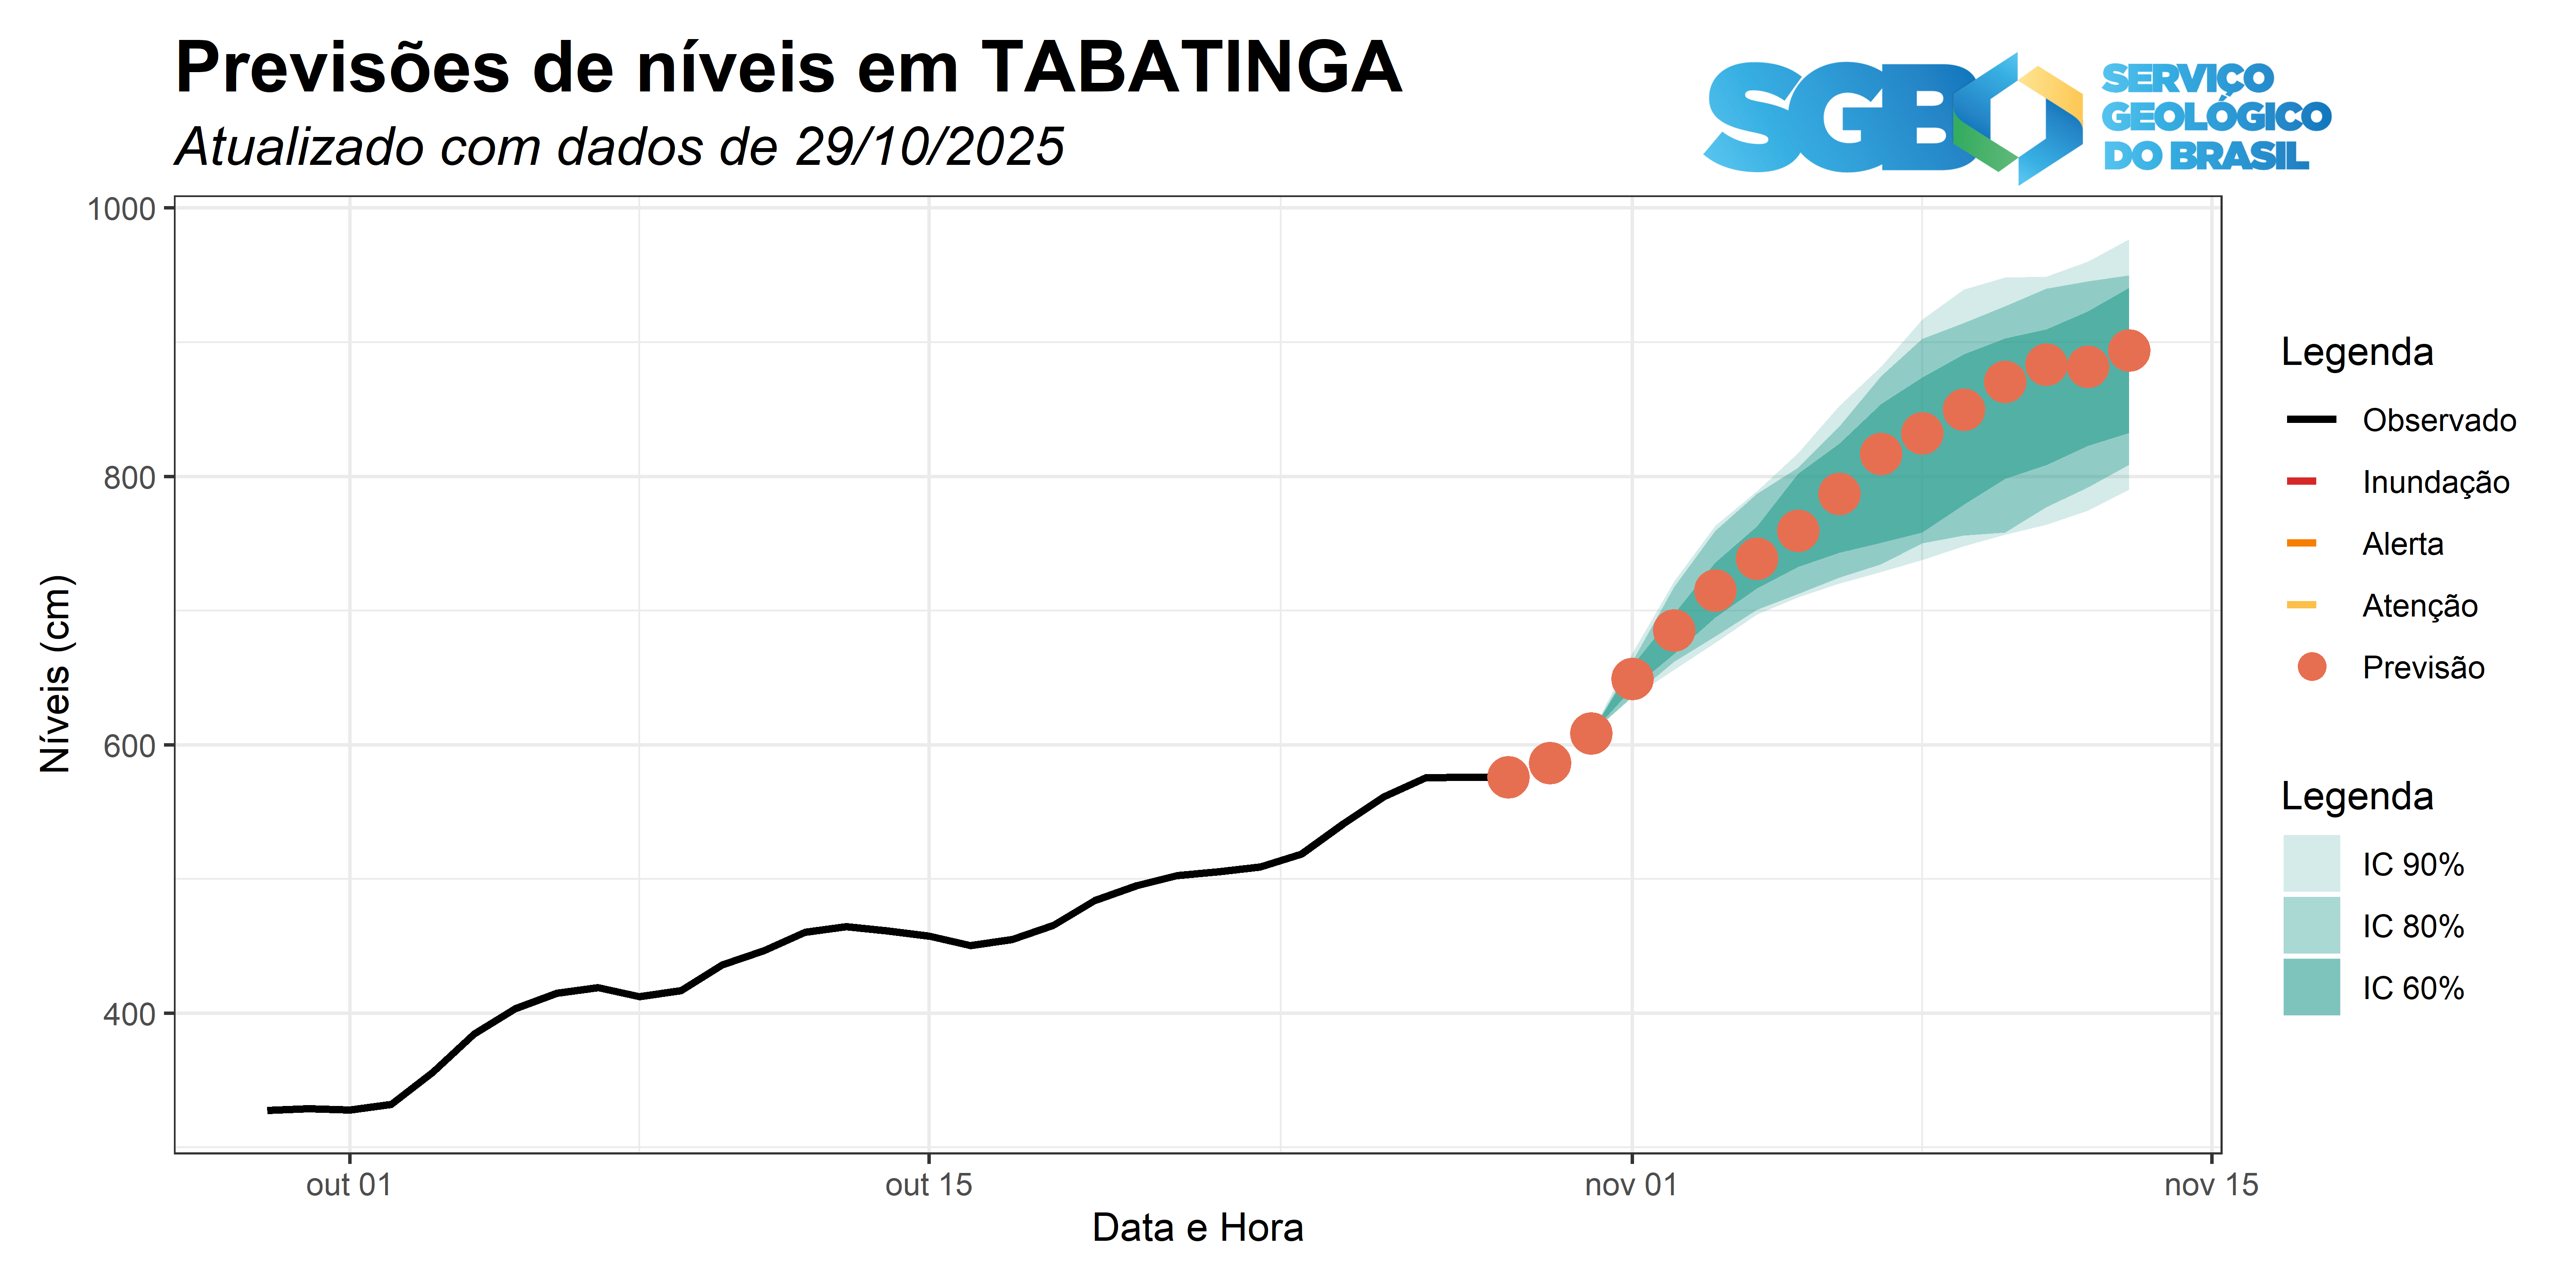 Previsões de níveis em TABATINGA
Atualizado com dados de 29/10/2025
SGB
SERVIÇO
GEOLÓGICO
DO BRASIL
1000
800
600
400
Níveis (cm)
out 01
out 15
nov 01
nov 15
Data e Hora
Legenda
Observado
Inundação
Alerta
Atenção
Previsão
Legenda
IC 90%
IC 80%
IC 60%